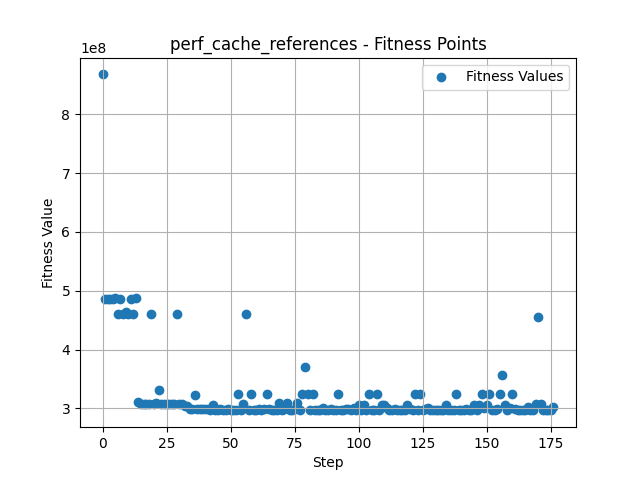 perf_cache_references - Fitness Points
1e8
Fitness Values
8
7
6
5
4
3
Fitness Value
0
25
50
75
100
125
150
175
Step